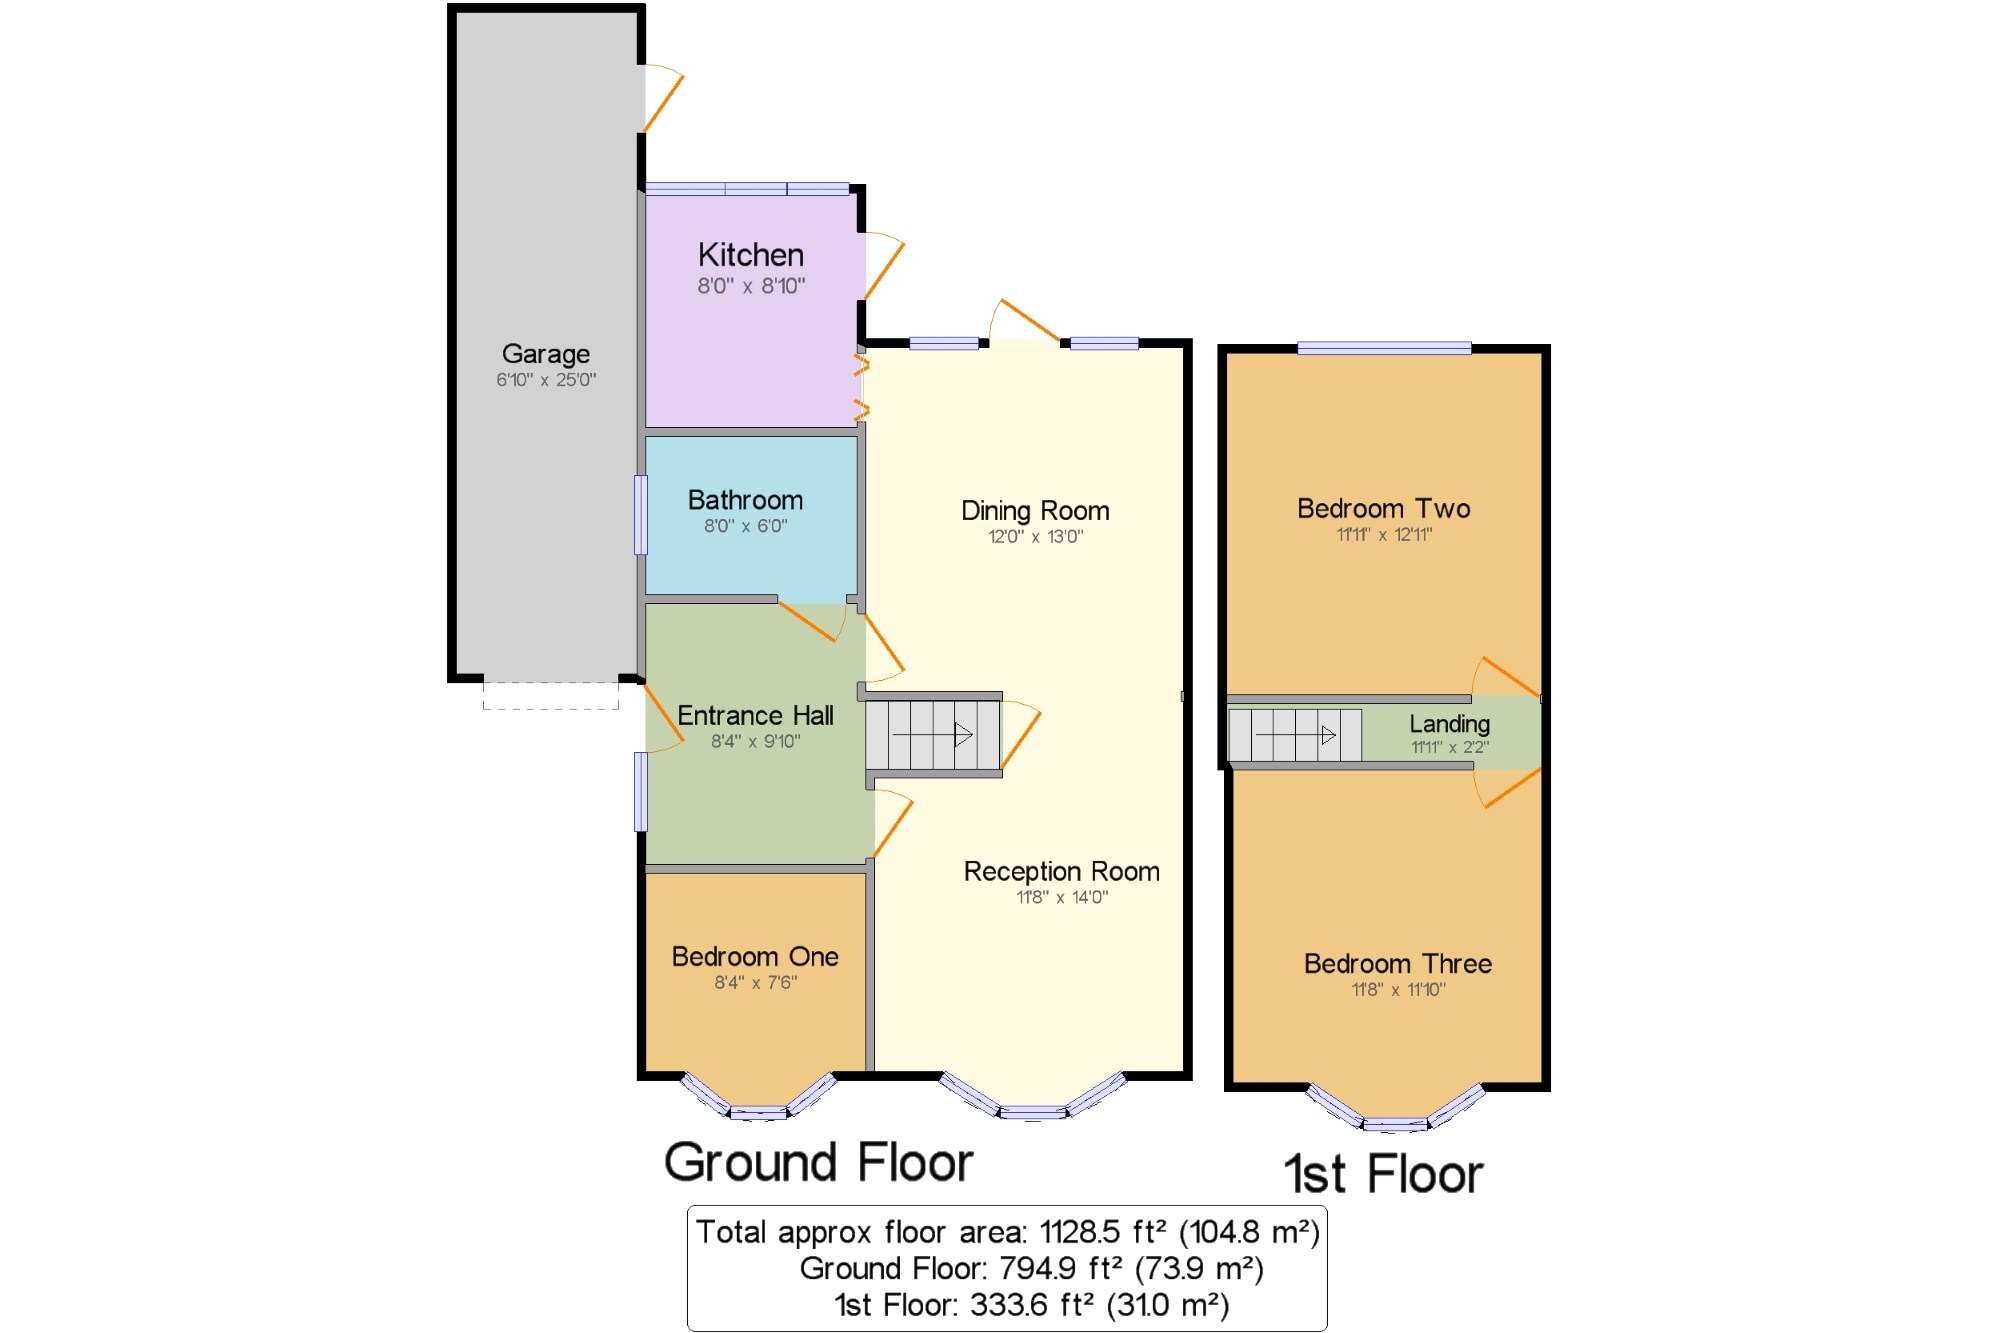 Kitchen
8'0" x 8'10"
Garage
6'10" x 25'0"
Bathroom
8'0" x 6'0"
Dining Room
12'0" x 13'0"
Bedroom Two
11'11" x 12'11"
Entrance Hall
8'4" x 9'10"
Landing
11'11" x 2'2"
Reception Room
11'8" x 14'0"
Bedroom One
8'4" x 7'6"
Bedroom Three
11'8" x 11'10"
Ground Floor
1st Floor
Total approx floor area: 1128.5 ft² (104.8 m²)
Ground Floor: 794.9 ft² (73.9 m²)
1st Floor: 333.6 ft² (31.0 m²)